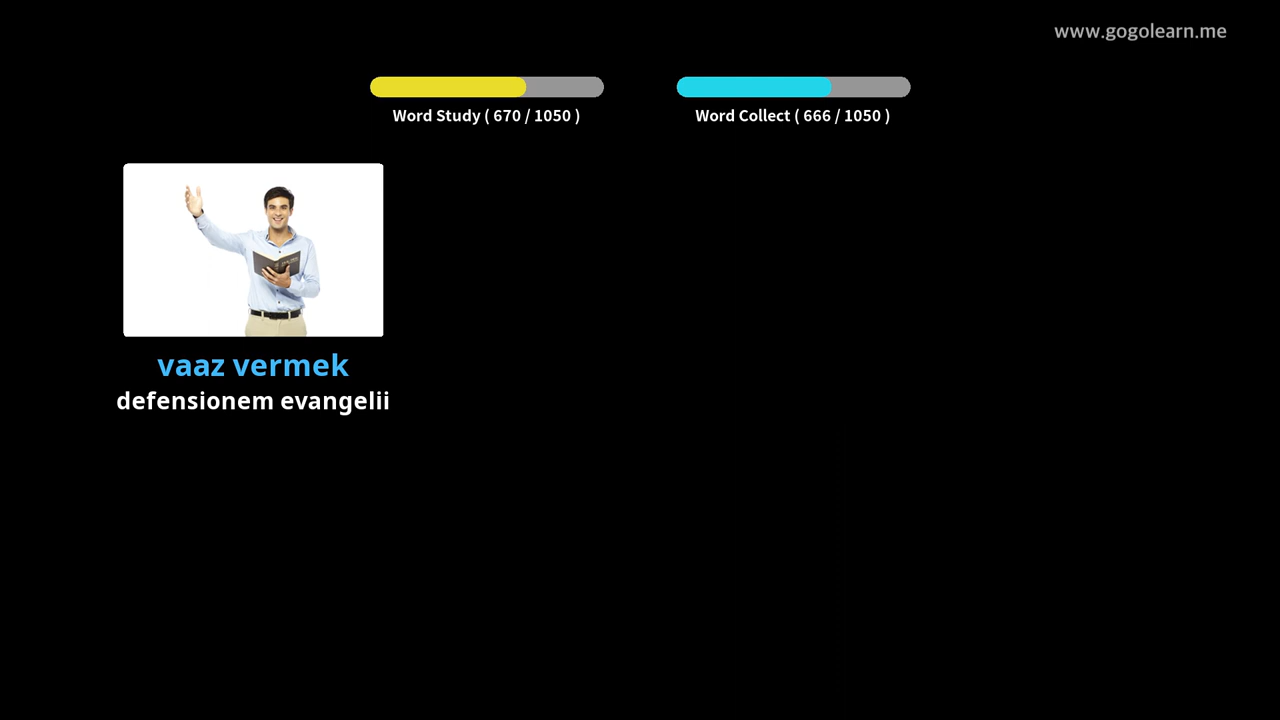 www.gogolearn.me
Word Study ( 670 / 1050 )
Word Collect ( 666 / 1050 )
vaaz vermek
defensionem evangelii